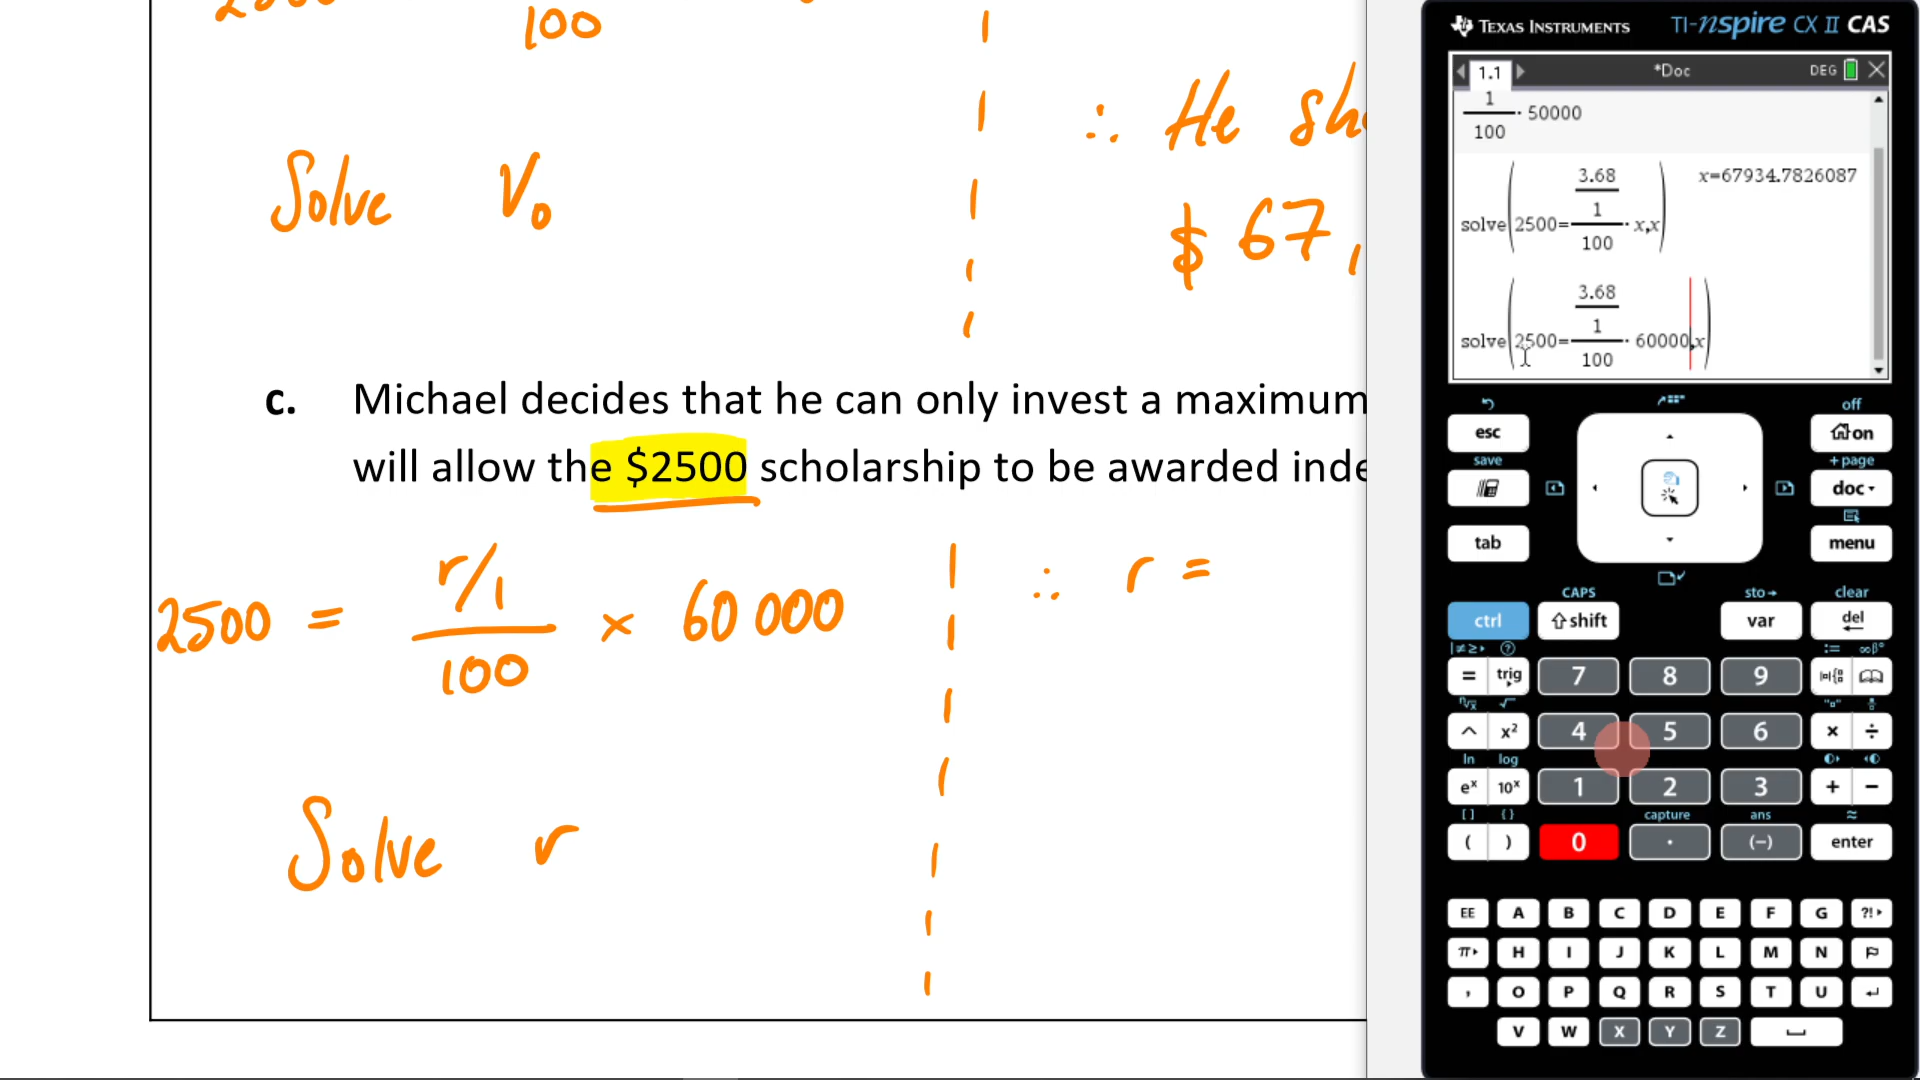 100
Solve V₀
∴ He sh
$ 67,
c. Michael decides that he can only invest a maximum
will allow the $2500 scholarship to be awarded inde
2500 = r/1
100 × 60 000
∴ r =
Solve r
TEXAS INSTRUMENTS TI-nspire CX II CAS
1.1 *Doc DEG
1/100 · 50000
solve(2500=(3.68/1)/100 · x,x) x=67934.7826087
solve(2500=(3.68/1)/100 · 60000,x)
off
esc on
save +page
doc
tab menu
CAPS sto→ clear
ctrl shift var del
|≠≥▸ ? := ∞β°
= trig 7 8 9
^ x² 4 5 6 × ÷
ln log
eˣ 10ˣ 1 2 3 + −
[] {} capture ans ≈
( ) 0 . (−) enter
EE A B C D E F G ?!▸
π▸ H I J K L M N
, O P Q R S T U ↵
V W X Y Z